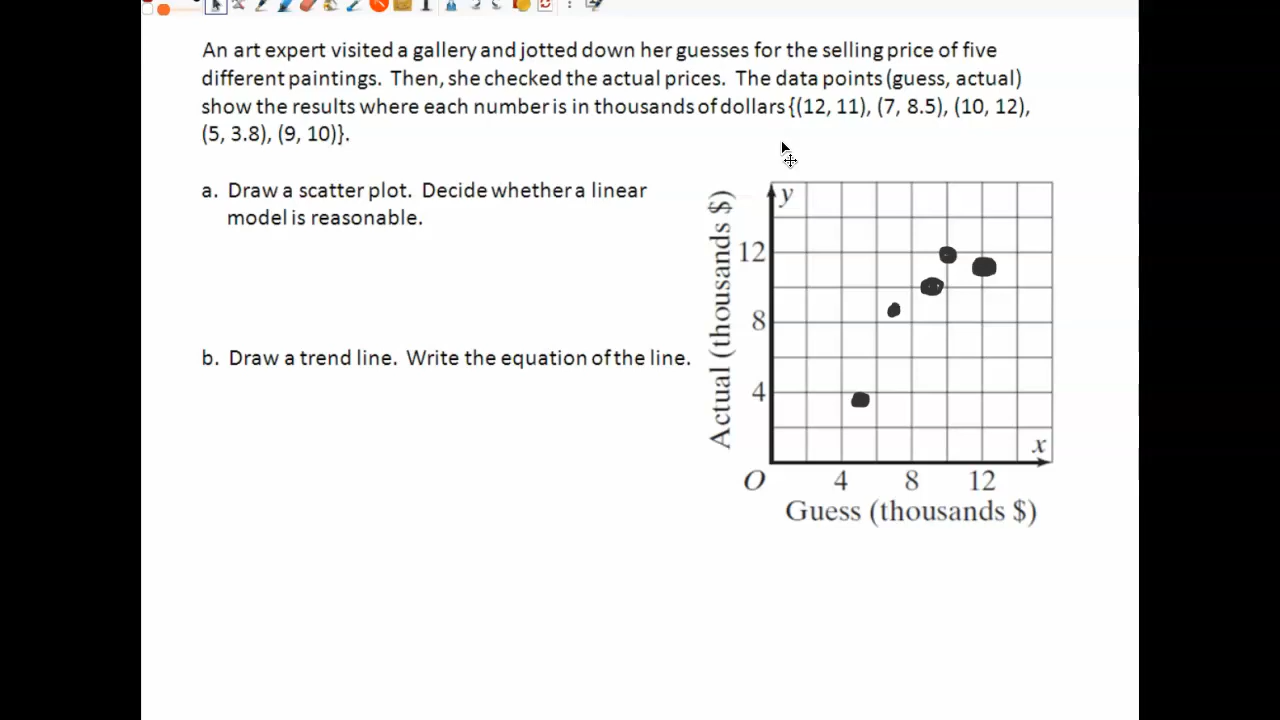 An art expert visited a gallery and jotted down her guesses for the selling price of five
different paintings. Then, she checked the actual prices. The data points (guess, actual)
show the results where each number is in thousands of dollars {(12, 11), (7, 8.5), (10, 12),
(5, 3.8), (9, 10)}.
a. Draw a scatter plot. Decide whether a linear
model is reasonable.
b. Draw a trend line. Write the equation of the line.
Actual (thousands $)
y
12
8
4
x
O 4 8 12
Guess (thousands $)